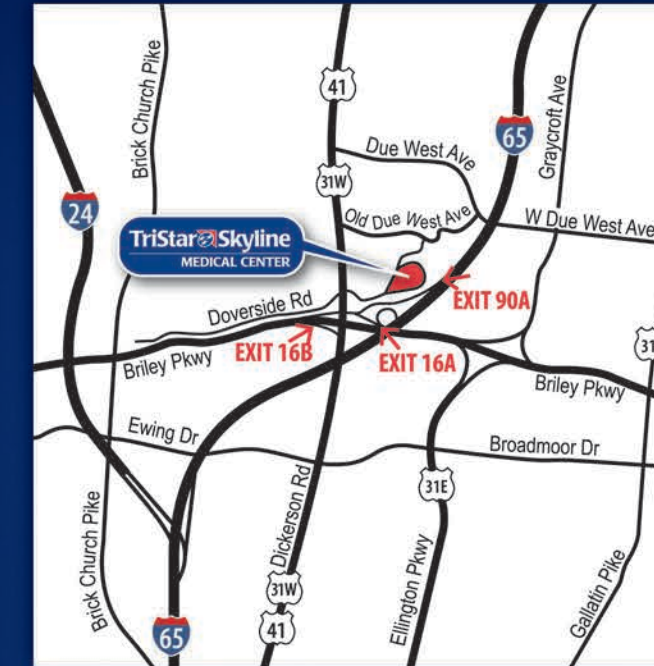 Brick Church Pike
41
65
Graycroft Ave
Due West Ave
31W
24
Old Due West Ave
W Due West Ave
TriStar Skyline
MEDICAL CENTER
EXIT 90A
Doverside Rd
EXIT 16B
EXIT 16A
31
Briley Pkwy
Briley Pkwy
Ewing Dr
Broadmoor Dr
31E
Brick Church Pike
Dickerson Rd
Ellington Pkwy
Gallatin Pike
31W
65
41